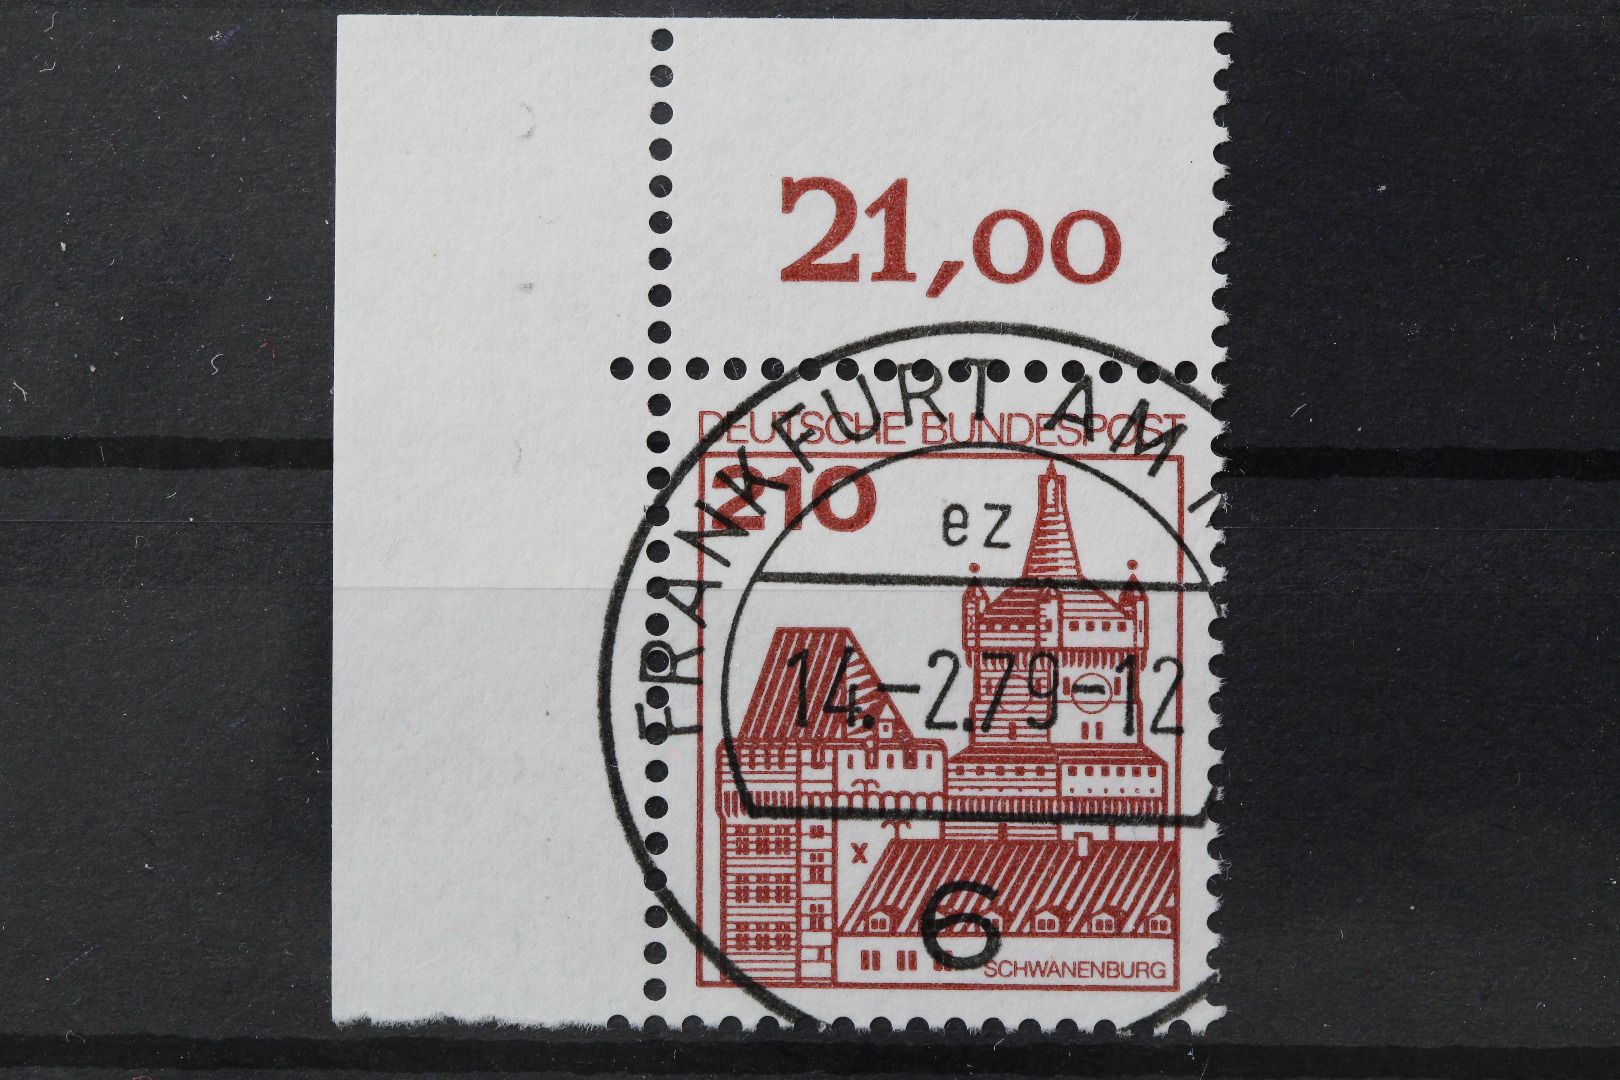 21,00
FRANKFURT AM
DEUTSCHE BUNDESPOST
210
ez
14.-2.79-12
6
SCHWANENBURG